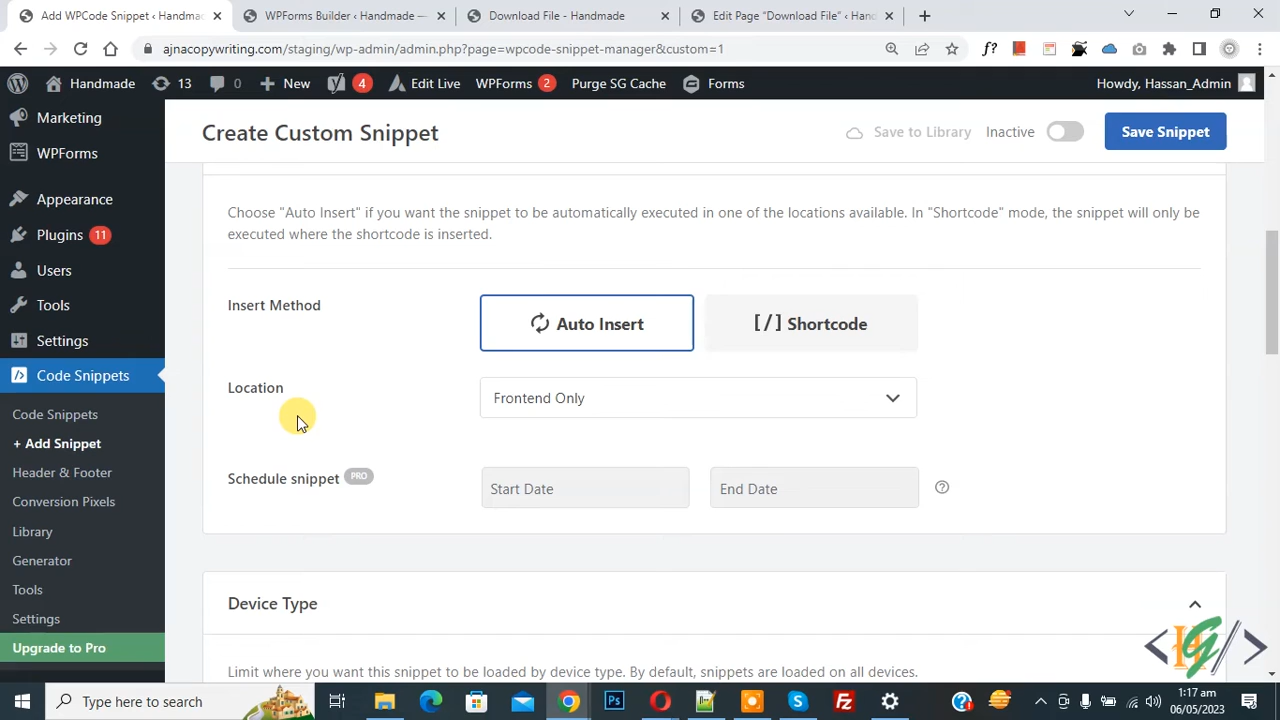 Add WPCode Snippet ‹ Handmade
WPForms Builder ‹ Handmade —
Download File - Handmade
Edit Page "Download File" ‹ Hand
ajnacopywriting.com/staging/wp-admin/admin.php?page=wpcode-snippet-manager&custom=1
Handmade
13
0
New
4
Edit Live
WPForms 2
Purge SG Cache
Forms
Howdy, Hassan_Admin
Marketing
WPForms
Appearance
Plugins 11
Users
Tools
Settings
Code Snippets
Code Snippets
+ Add Snippet
Header & Footer
Conversion Pixels
Library
Generator
Tools
Settings
Upgrade to Pro
Create Custom Snippet
Save to Library
Inactive
Save Snippet
Choose "Auto Insert" if you want the snippet to be automatically executed in one of the locations available. In "Shortcode" mode, the snippet will only be
executed where the shortcode is inserted.
Insert Method
Auto Insert
[/] Shortcode
Location
Frontend Only
Schedule snippet PRO
Start Date
End Date
Device Type
Limit where you want this snippet to be loaded by device type. By default, snippets are loaded on all devices.
Type here to search
1:17 am
06/05/2023